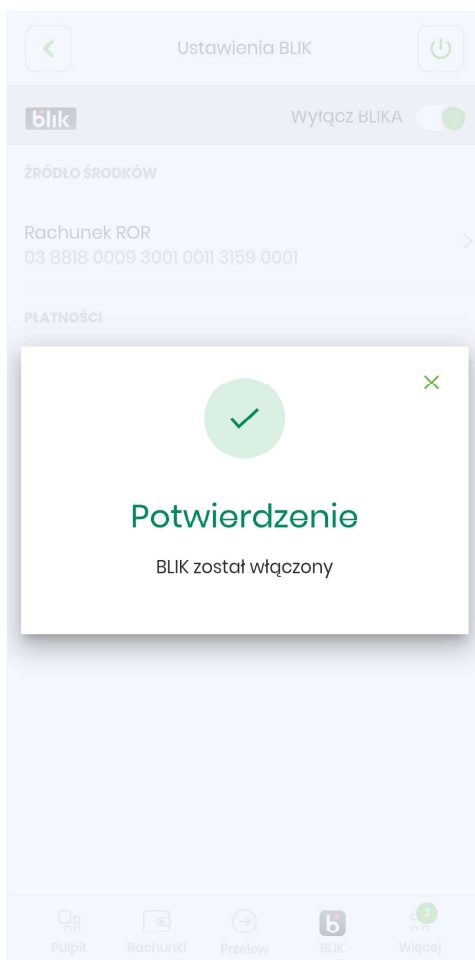 Ustawienia BLIK
blik
Wyłącz BLIKA
ŹRÓDŁO ŚRODKÓW
Rachunek ROR
03 8818 0009 3001 0011 3159 0001
PŁATNOŚCI
Potwierdzenie
BLIK został włączony
3
Pulpit Rachunki Przelew BLIK Więcej